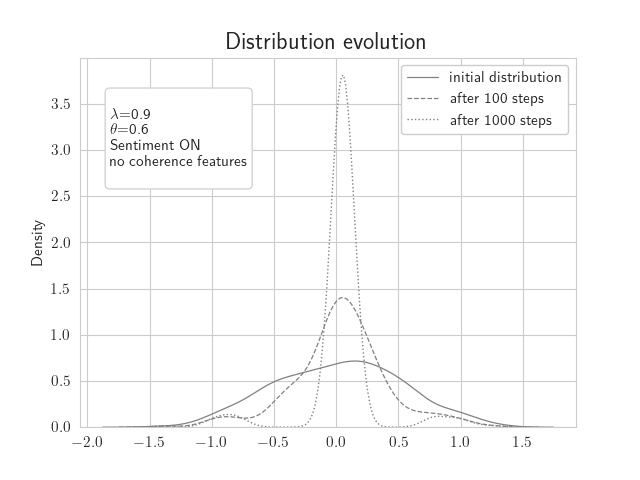 Distribution evolution
initial distribution
after 100 steps
after 1000 steps
λ=0.9
θ=0.6
Sentiment ON
no coherence features
Density
3.5
3.0
2.5
2.0
1.5
1.0
0.5
0.0
−2.0 −1.5 −1.0 −0.5 0.0 0.5 1.0 1.5